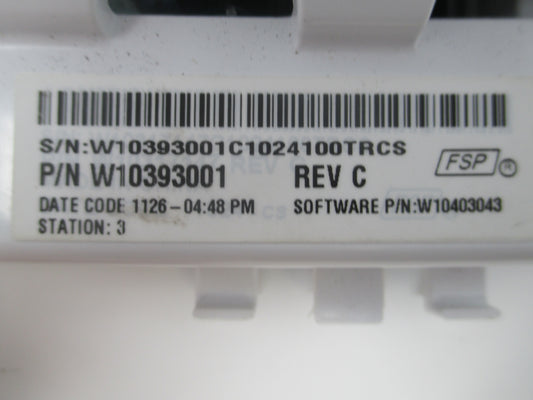 S/N:W10393001C1024100TRCS
P/N W10393001 REV C FSP®
DATE CODE 1126-04:48 PM SOFTWARE P/N:W10403043
STATION: 3